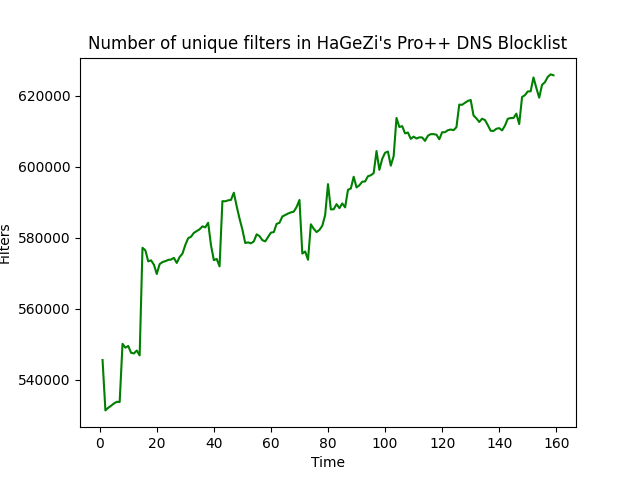 Number of unique filters in HaGeZi's Pro++ DNS Blocklist
Filters
620000
600000
580000
560000
540000
0 20 40 60 80 100 120 140 160
Time